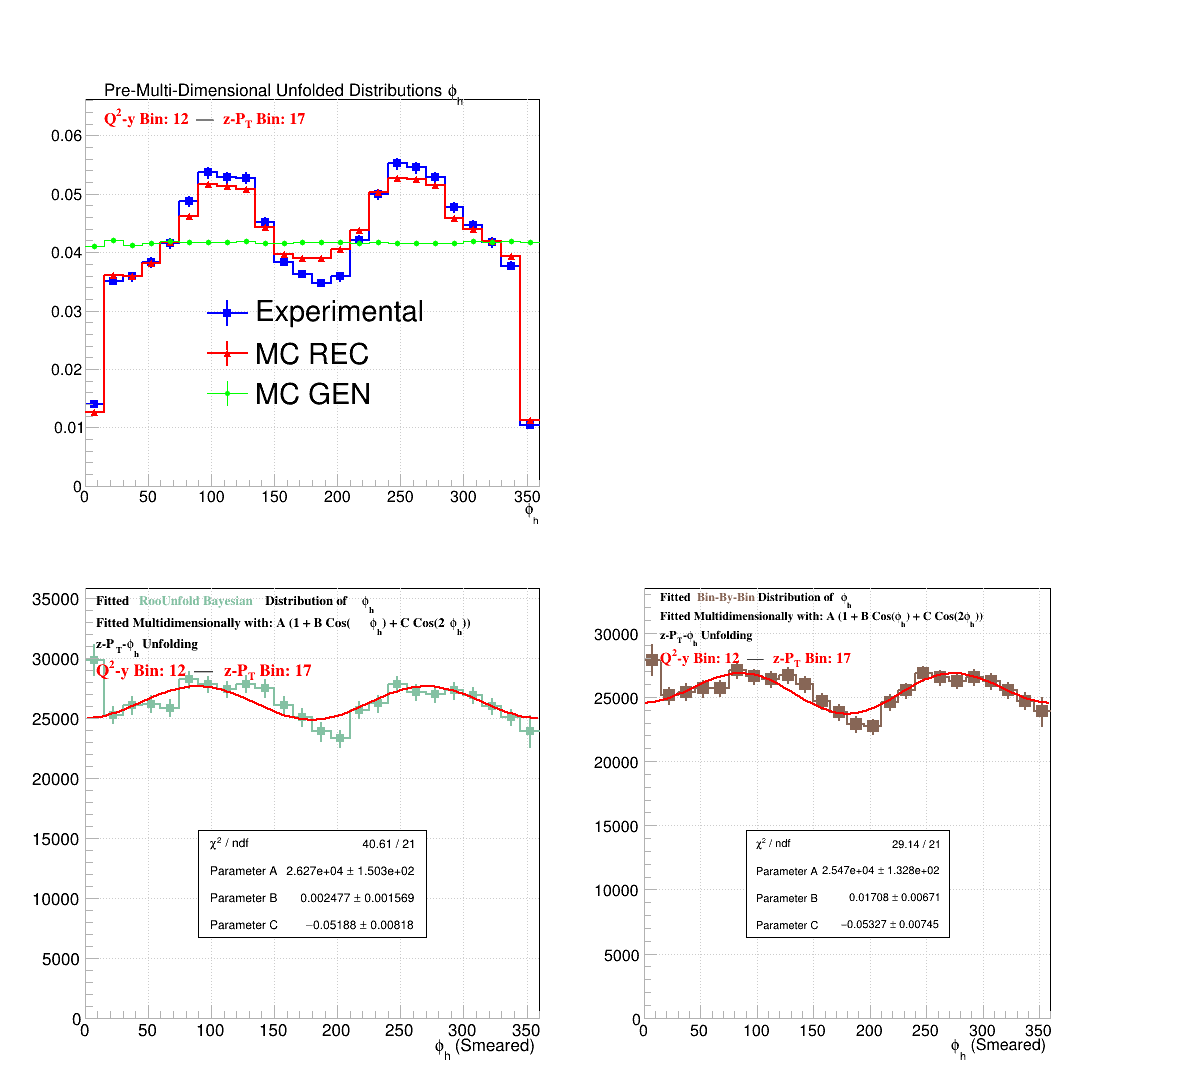 Pre-Multi-Dimensional Unfolded Distributions ϕh
Q²-y Bin: 12 — z-PT Bin: 17
0.06
0.05
0.04
0.03
0.02
0.01
0
Experimental
MC REC
MC GEN
0 50 100 150 200 250 300 350
ϕh
Fitted RooUnfold Bayesian Distribution of ϕh
Fitted Multidimensionally with: A (1 + B Cos( ϕh) + C Cos(2 ϕh))
z-PT-ϕh Unfolding
Q²-y Bin: 12 — z-PT Bin: 17
35000
30000
25000
20000
15000
10000
5000
0
χ² / ndf 40.61 / 21
Parameter A 2.627e+04 ± 1.503e+02
Parameter B 0.002477 ± 0.001569
Parameter C −0.05188 ± 0.00818
0 50 100 150 200 250 300 350
ϕh (Smeared)
Fitted Bin-By-Bin Distribution of ϕh
Fitted Multidimensionally with: A (1 + B Cos(ϕh) + C Cos(2ϕh))
z-PT-ϕh Unfolding
Q²-y Bin: 12 — z-PT Bin: 17
30000
25000
20000
15000
10000
5000
0
χ² / ndf 29.14 / 21
Parameter A 2.547e+04 ± 1.328e+02
Parameter B 0.01708 ± 0.00671
Parameter C −0.05327 ± 0.00745
0 50 100 150 200 250 300 350
ϕh (Smeared)